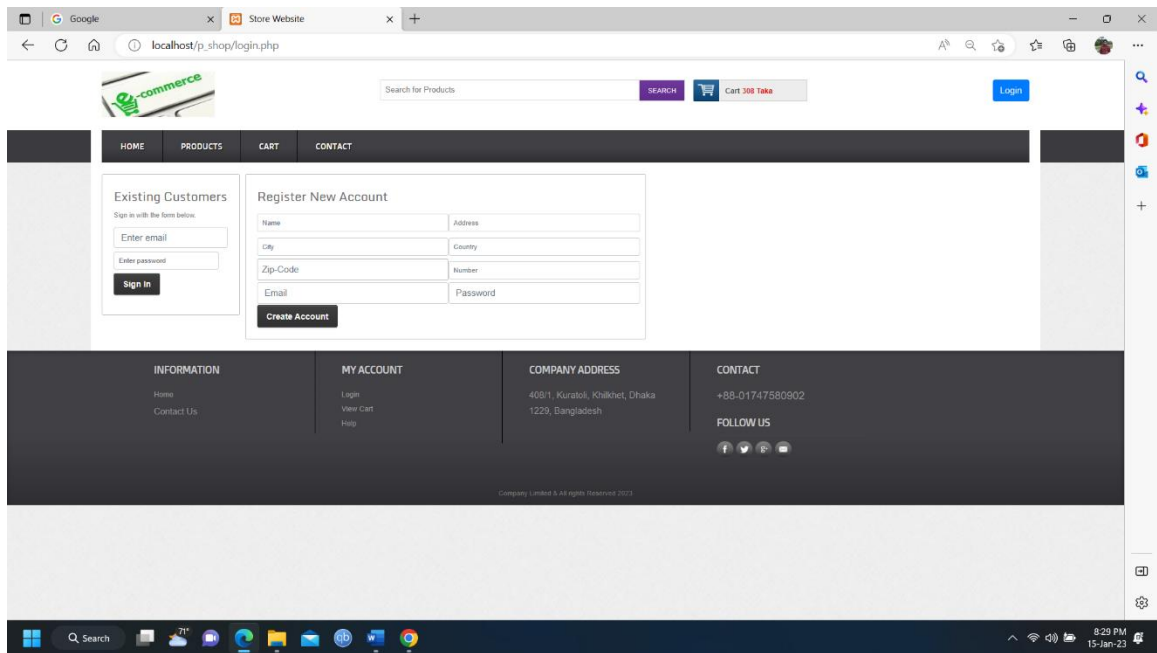 Google
Store Website
localhost/p_shop/login.php
e-commerce
Search for Products
SEARCH
Cart 308 Taka
Login
HOME PRODUCTS CART CONTACT
Existing Customers
Sign in with the form below.
Enter email
Enter password
Sign In
Register New Account
Name Address
City Country
Zip-Code Number
Email Password
Create Account
INFORMATION
Home
Contact Us
MY ACCOUNT
Login
View Cart
Help
COMPANY ADDRESS
408/1, Kuratoli, Khilkhet, Dhaka
1229, Bangladesh
CONTACT
+88-01747580902
FOLLOW US
Company Limited & All rights Reserved 2023
71°
Search
8:29 PM
15-Jan-23